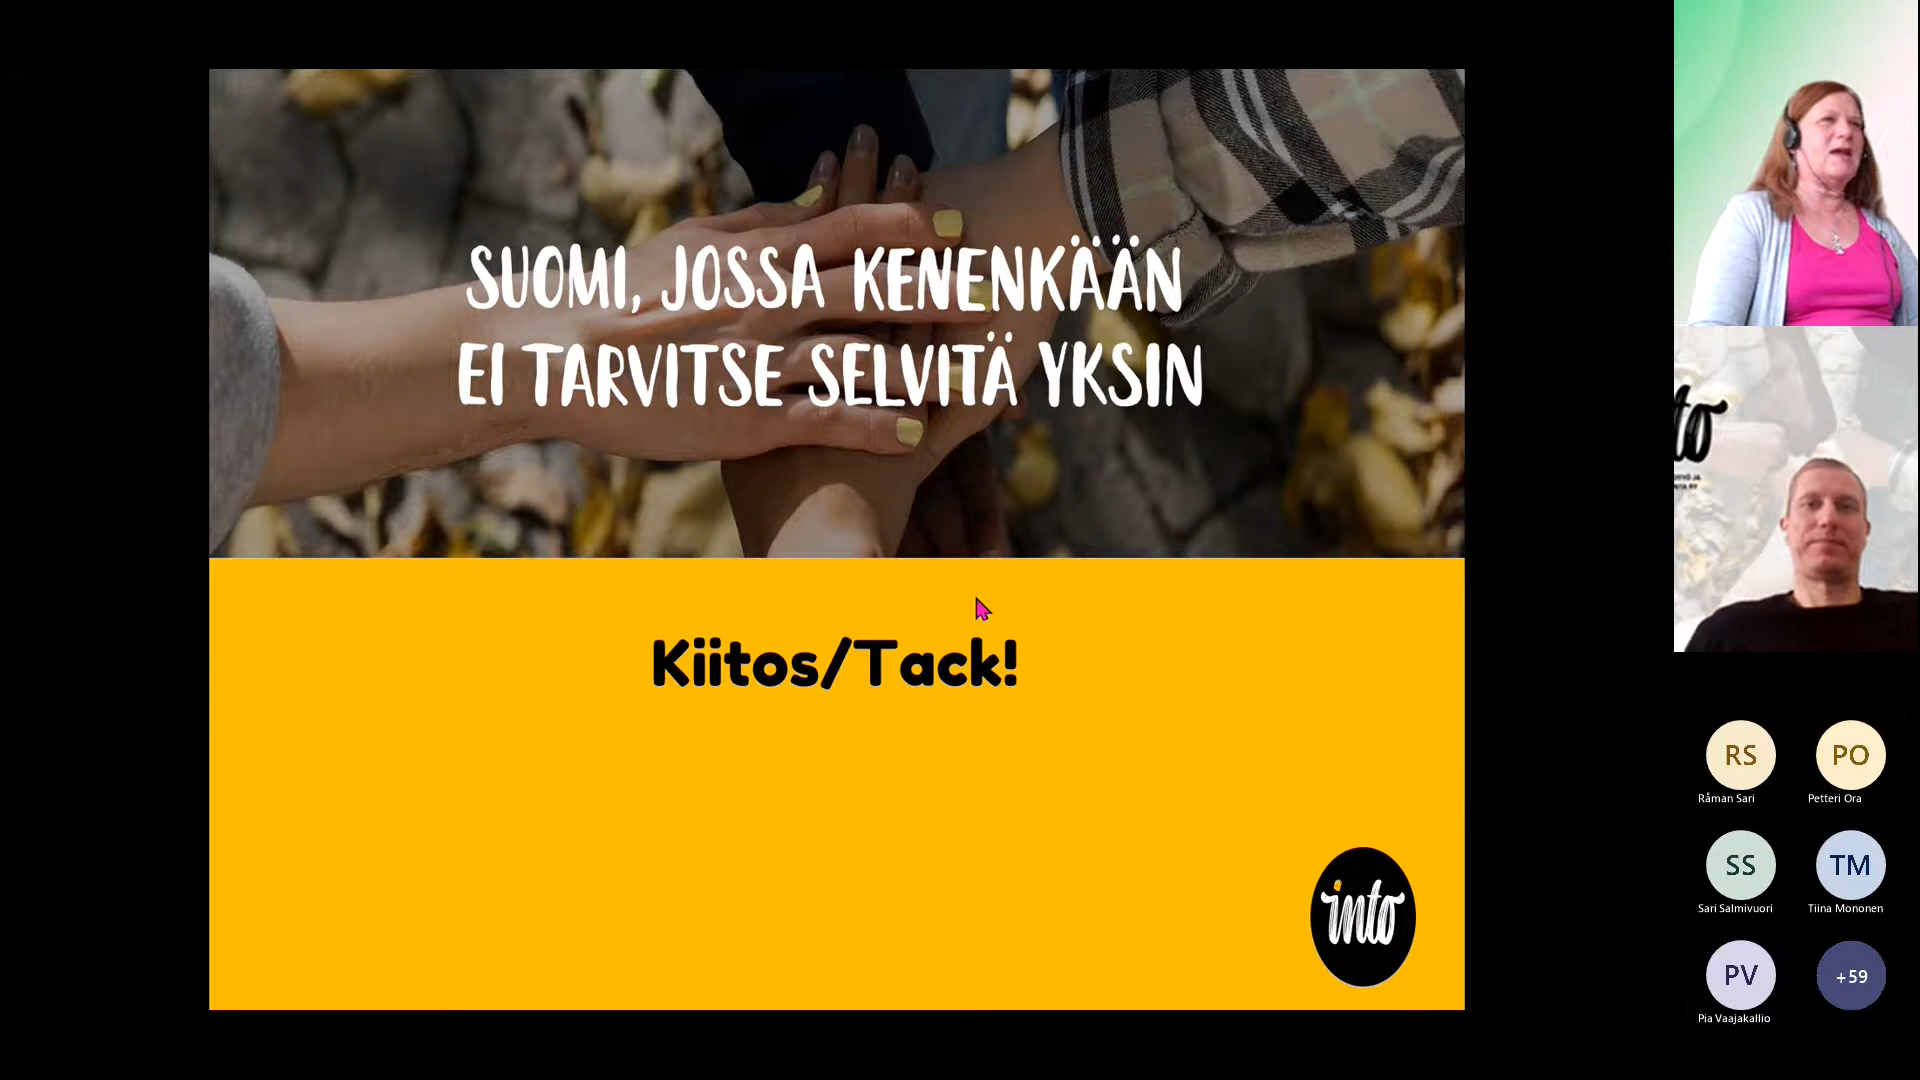 SUOMI, JOSSA KENENKÄÄN
EI TARVITSE SELVITÄ YKSIN
Kiitos/Tack!
into
RS
Råman Sari
PO
Petteri Ora
SS
Sari Salmivuori
TM
Tiina Mononen
PV
Pia Vaajakallio
+59